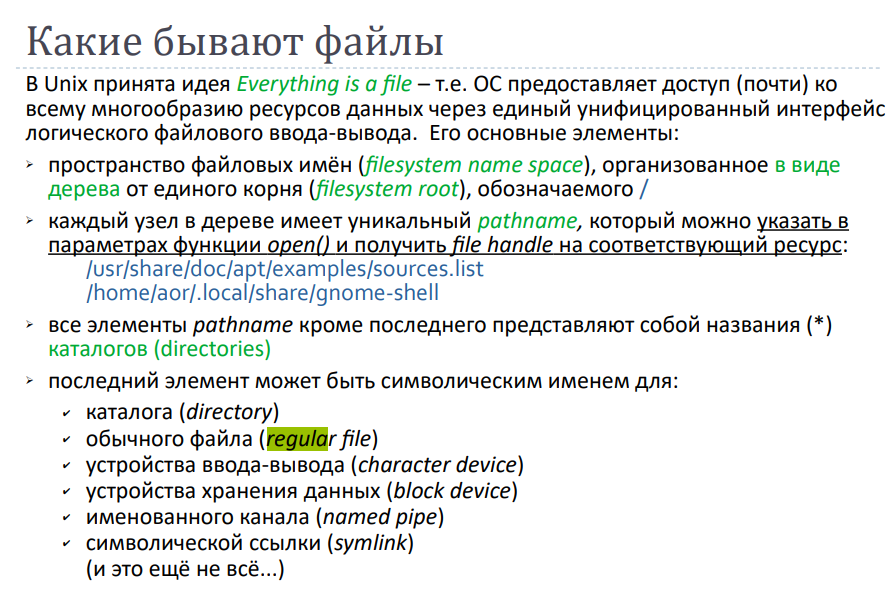 Какие бывают файлы
В Unix принята идея Everything is a file – т.е. ОС предоставляет доступ (почти) ко
всему многообразию ресурсов данных через единый унифицированный интерфейс
логического файлового ввода-вывода. Его основные элементы:
➢ пространство файловых имён (filesystem name space), организованное в виде
дерева от единого корня (filesystem root), обозначаемого /
➢ каждый узел в дереве имеет уникальный pathname, который можно указать в
параметрах функции open() и получить file handle на соответствующий ресурс:
/usr/share/doc/apt/examples/sources.list
/home/aor/.local/share/gnome-shell
➢ все элементы pathname кроме последнего представляют собой названия (*)
каталогов (directories)
➢ последний элемент может быть символическим именем для:
✔ каталога (directory)
✔ обычного файла (regular file)
✔ устройства ввода-вывода (character device)
✔ устройства хранения данных (block device)
✔ именованного канала (named pipe)
✔ символической ссылки (symlink)
(и это ещё не всё...)